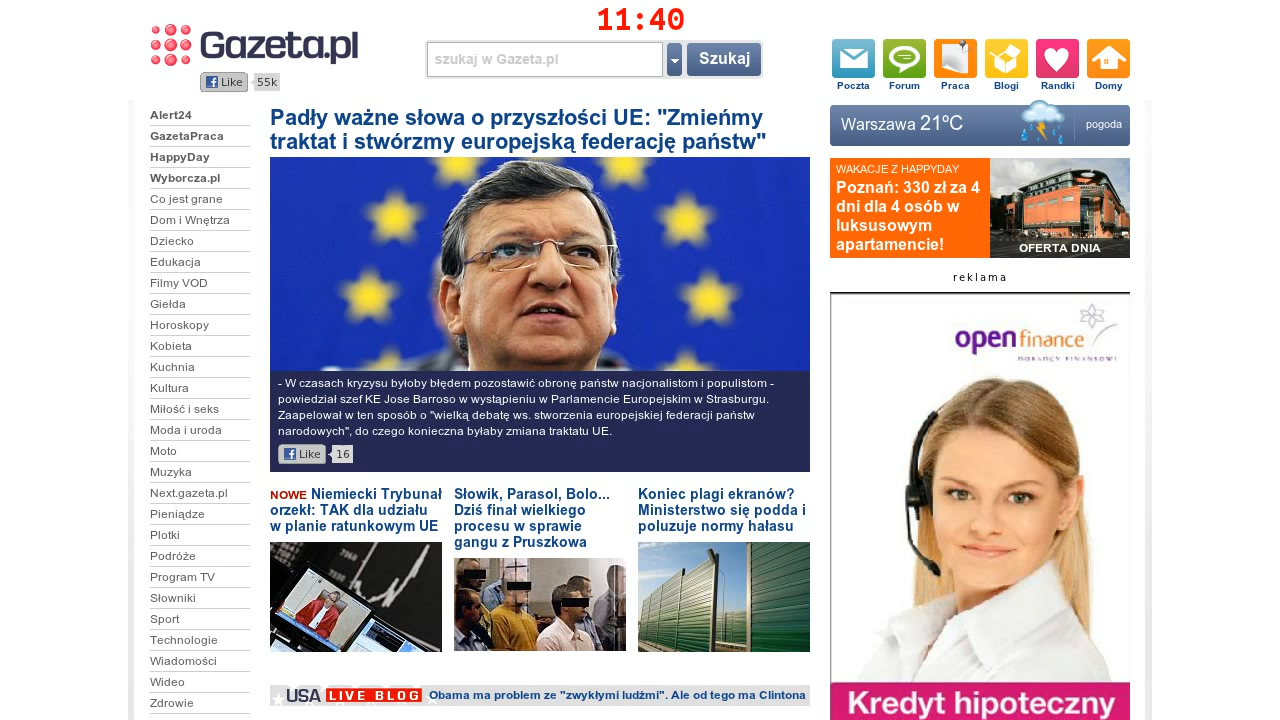 11:40
Gazeta.pl
Like 55k
szukaj w Gazeta.pl
Szukaj
Poczta
Forum
Praca
Blogi
Randki
Domy
Alert24
GazetaPraca
HappyDay
Wyborcza.pl
Co jest grane
Dom i Wnętrza
Dziecko
Edukacja
Filmy VOD
Giełda
Horoskopy
Kobieta
Kuchnia
Kultura
Miłość i seks
Moda i uroda
Moto
Muzyka
Next.gazeta.pl
Pieniądze
Plotki
Podróże
Program TV
Słowniki
Sport
Technologie
Wiadomości
Wideo
Zdrowie
Padły ważne słowa o przyszłości UE: "Zmieńmy
traktat i stwórzmy europejską federację państw"
- W czasach kryzysu byłoby błędem pozostawić obronę państw nacjonalistom i populistom -
powiedział szef KE Jose Barroso w wystąpieniu w Parlamencie Europejskim w Strasburgu.
Zaapelował w ten sposób o "wielką debatę ws. stworzenia europejskiej federacji państw
narodowych", do czego konieczna byłaby zmiana traktatu UE.
Like 16
NOWE Niemiecki Trybunał
orzekł: TAK dla udziału
w planie ratunkowym UE
Słowik, Parasol, Bolo...
Dziś finał wielkiego
procesu w sprawie
gangu z Pruszkowa
Koniec plagi ekranów?
Ministerstwo się podda i
poluzuje normy hałasu
USA LIVE BLOG Obama ma problem ze "zwykłymi ludźmi". Ale od tego ma Clintona
Warszawa 21°C
pogoda
WAKACJE Z HAPPYDAY
Poznań: 330 zł za 4
dni dla 4 osób w
luksusowym
apartamencie!
OFERTA DNIA
reklama
open finance
DORADCY FINANSOWI
Kredyt hipoteczny